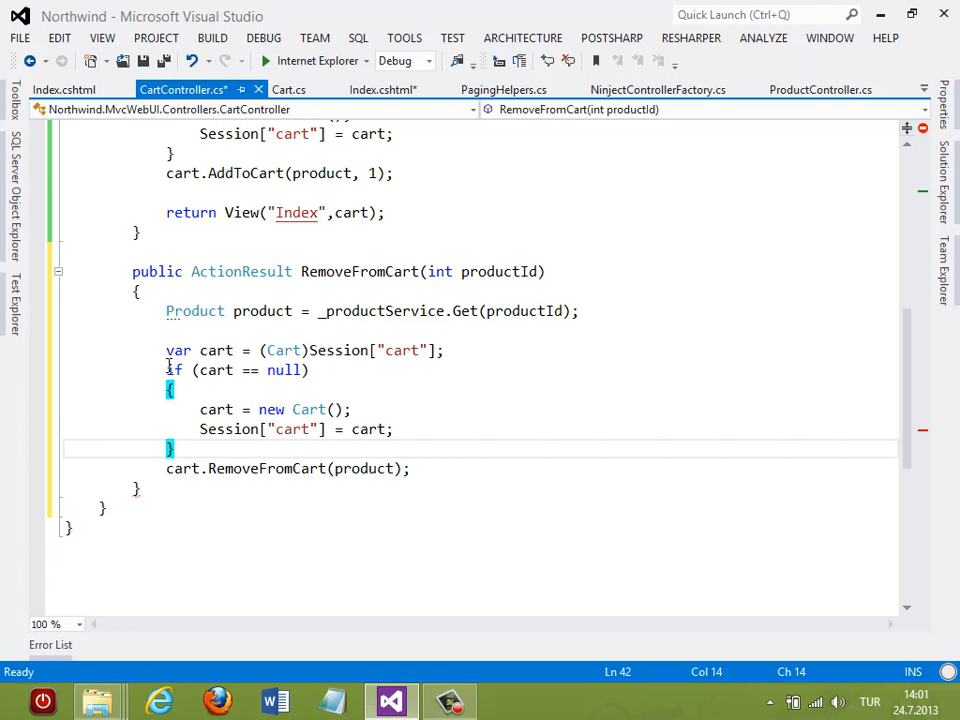 Northwind - Microsoft Visual Studio
Quick Launch (Ctrl+Q)
FILE EDIT VIEW PROJECT BUILD DEBUG TEAM SQL TOOLS TEST ARCHITECTURE POSTSHARP RESHARPER ANALYZE WINDOW HELP
Internet Explorer Debug
Index.cshtml CartController.cs* Cart.cs Index.cshtml* PagingHelpers.cs NinjectControllerFactory.cs ProductController.cs
Northwind.MvcWebUI.Controllers.CartController RemoveFromCart(int productId)
Toolbox
SQL Server Object Explorer
Test Explorer
Properties
Solution Explorer
Team Explorer
Session["cart"] = cart;
}
cart.AddToCart(product, 1);
return View("Index",cart);
}
public ActionResult RemoveFromCart(int productId)
{
Product product = _productService.Get(productId);
var cart = (Cart)Session["cart"];
if (cart == null)
{
cart = new Cart();
Session["cart"] = cart;
}
cart.RemoveFromCart(product);
}
}
}
100 %
Error List
Ready Ln 42 Col 14 Ch 14 INS
TUR
14:01
24.7.2013